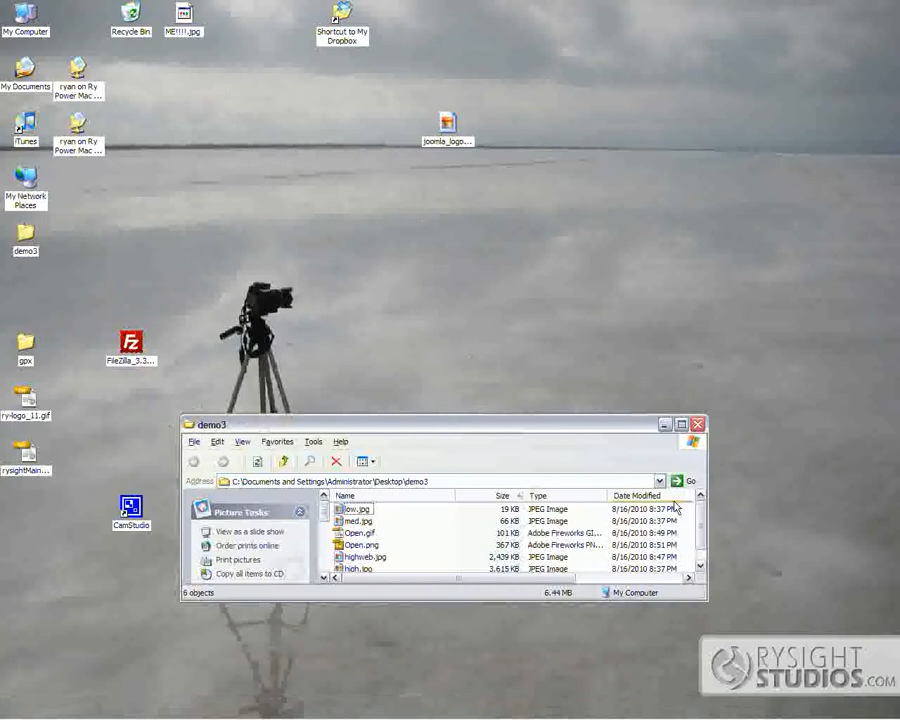 My Computer
Recycle Bin
ME!!!!.jpg
Shortcut to My
Dropbox
My Documents
ryan on Ry
Power Mac ...
iTunes
ryan on Ry
Power Mac ...
joomla_logo...
My Network
Places
demo3
gpx
FileZilla_3.3...
ry-logo_11.gif
rysightMain...
CamStudio
demo3
File Edit View Favorites Tools Help
Address C:\Documents and Settings\Administrator\Desktop\demo3 Go
Picture Tasks
View as a slide show
Order prints online
Print pictures
Copy all items to CD
Name Size Type Date Modified
low.jpg 19 KB JPEG Image 8/16/2010 8:37 PM
med.jpg 66 KB JPEG Image 8/16/2010 8:37 PM
Open.gif 101 KB Adobe Fireworks GI... 8/16/2010 8:49 PM
Open.png 367 KB Adobe Fireworks PN... 8/16/2010 8:51 PM
highweb.jpg 2,439 KB JPEG Image 8/16/2010 8:47 PM
high.jpg 3,615 KB JPEG Image 8/16/2010 8:37 PM
6 objects 6.44 MB My Computer
RYSIGHT
STUDIOS.COM